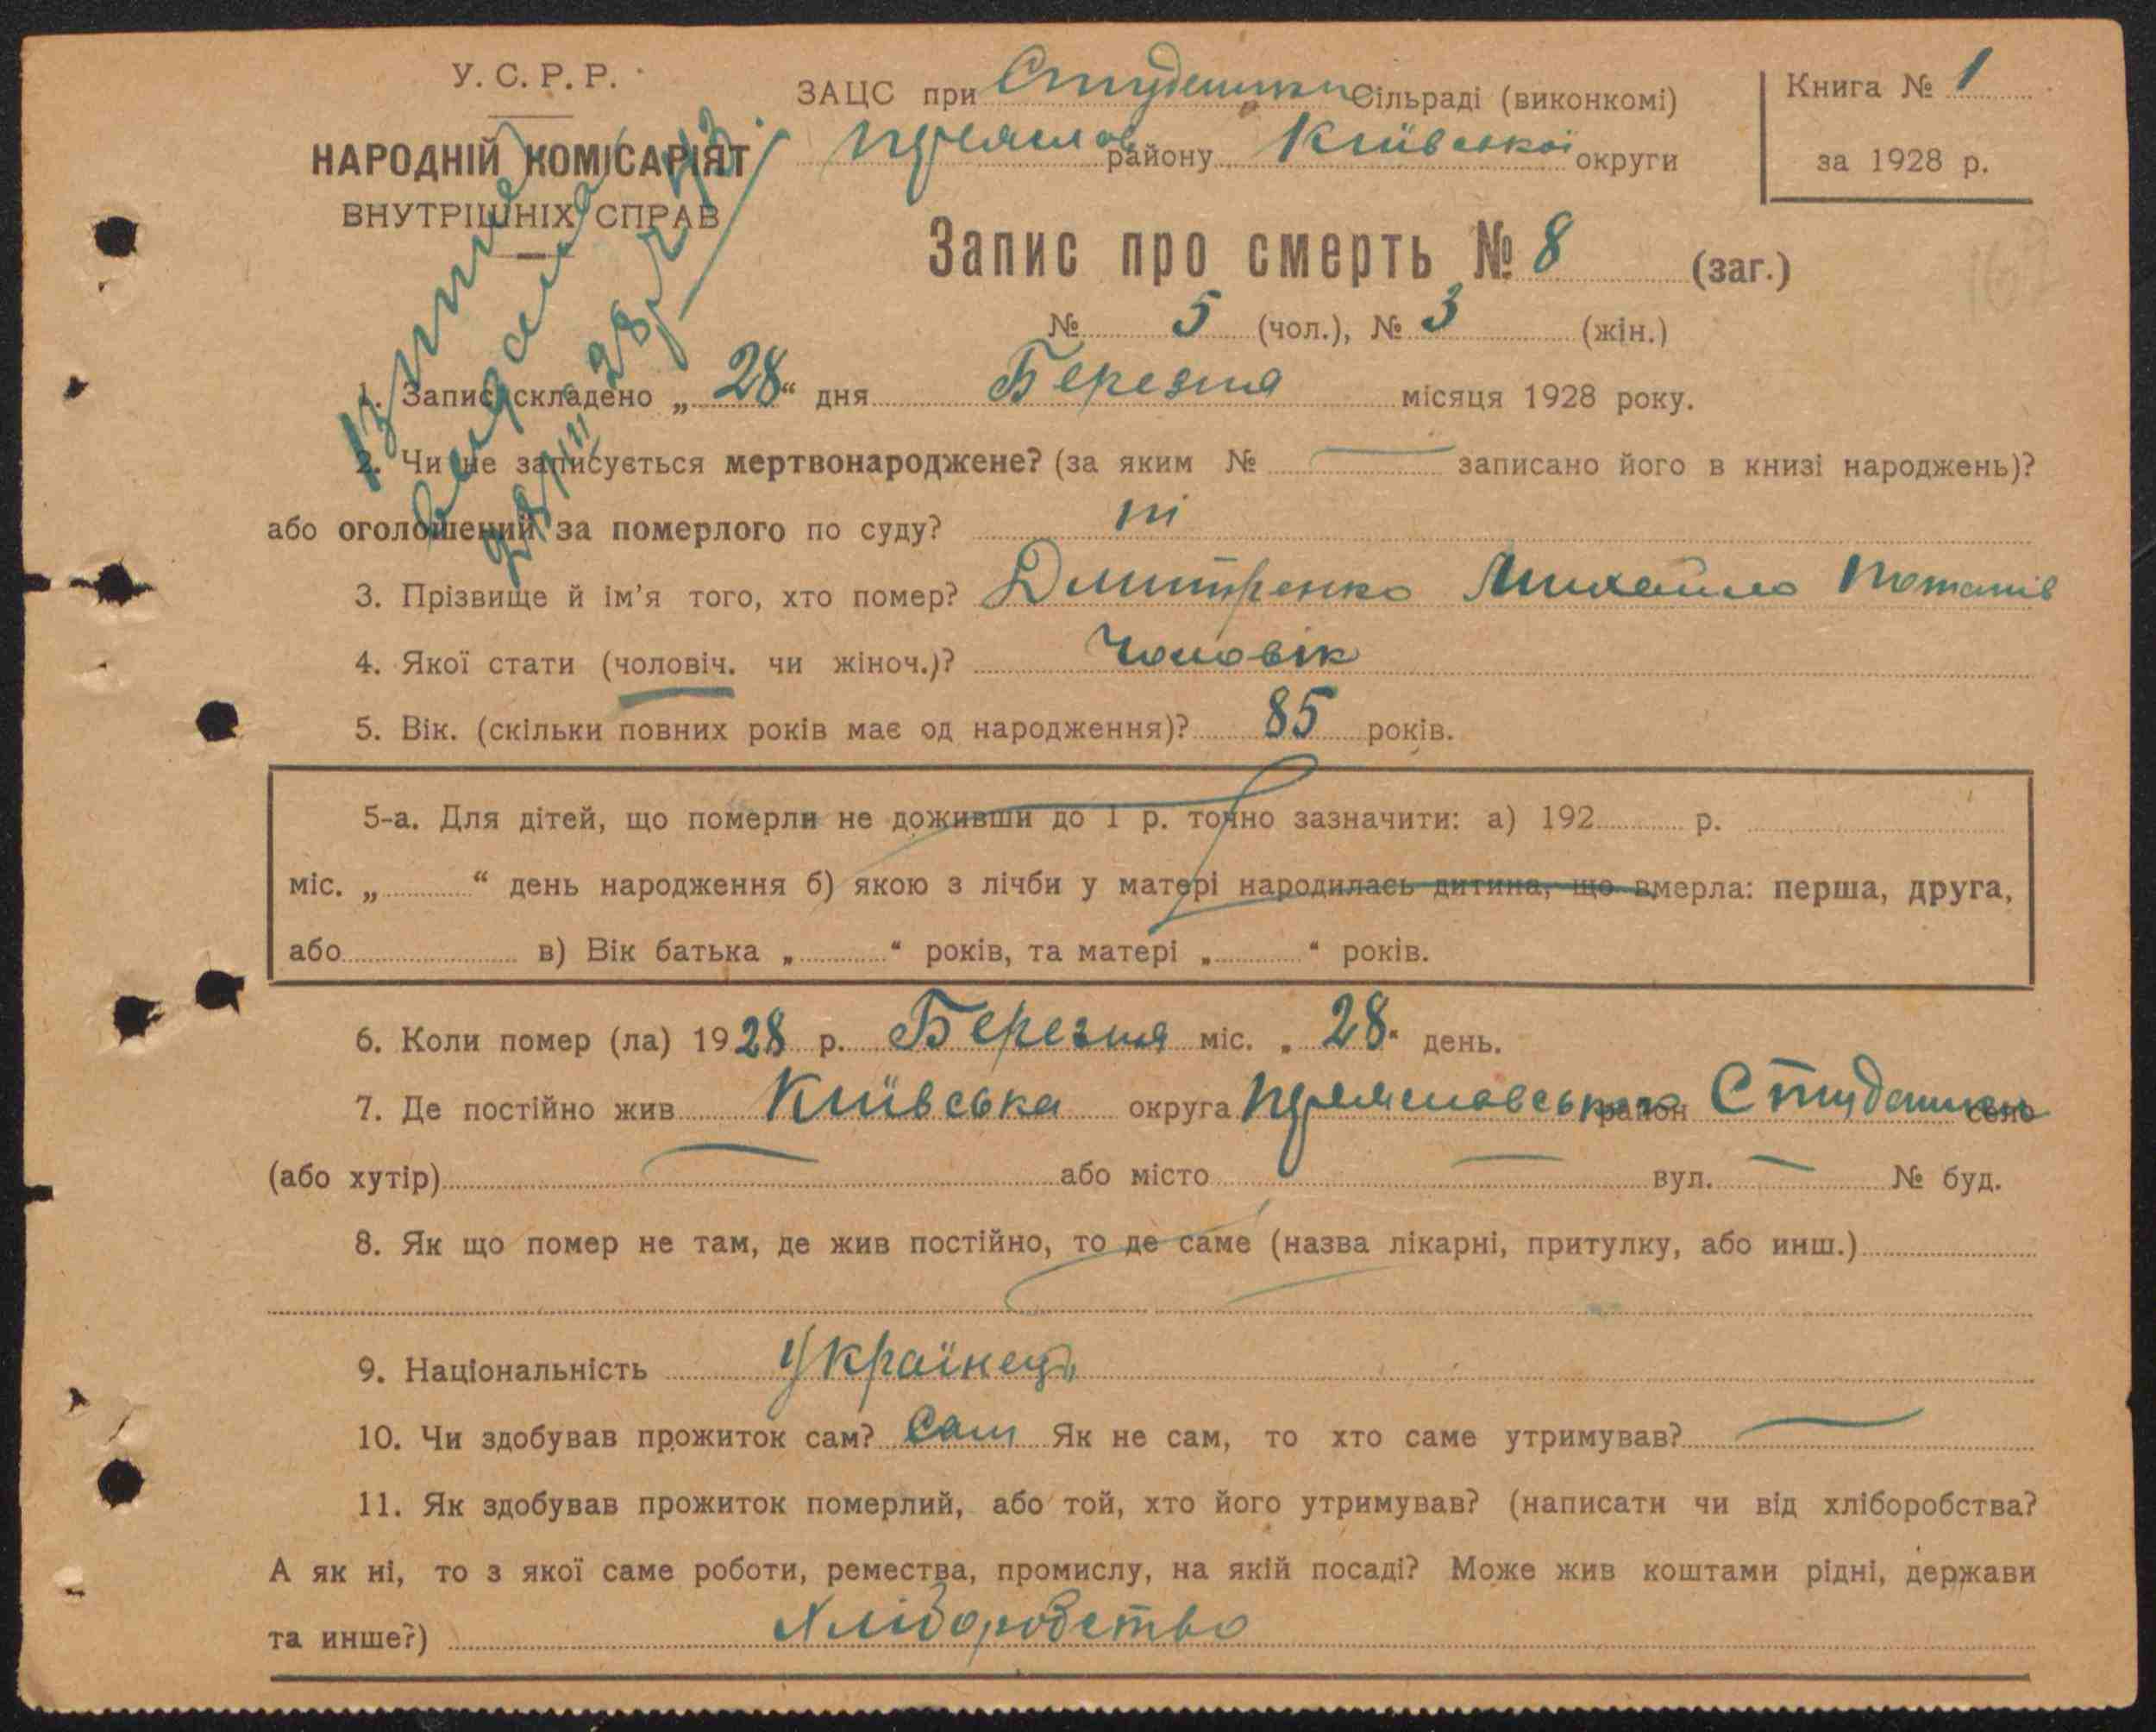 У. С. Р. Р.
НАРОДНІЙ КОМІСАРІЯТ
ВНУТРІШНІХ СПРАВ
ЗАЦС при Студеники Сільраді (виконкомі)
району Київської округи
Книга № 1
за 1928 р.
Запис про смерть № 8 (заг.)
№ 5 (чол.), № 3 (жін.)
1. Запис складено „ 28 “ дня Березня місяця 1928 року.
2. Чи не записується мертвонароджене? (за яким № — записано його в книзі народжень)?
або оголошений за померлого по суду? ні
3. Прізвище й ім’я того, хто помер? Дмитренко Михайло Потапів
4. Якої стати (чоловіч. чи жіноч.)? Чоловік
5. Вік. (скільки повних років має од народження)? 85 років.
5-а. Для дітей, що померли не доживши до 1 р. точно зазначити: а) 192 р.
міс. „ “ день народження б) якою з лічби у матері народилась дитина, що вмерла: перша, друга,
або в) Вік батька „ “ років, та матері „ “ років.
6. Коли помер (ла) 1928 р. Березня міс. „ 28 “ день.
7. Де постійно жив Київська округа район Студеники село
(або хутір) — або місто — вул. — № буд.
8. Як що помер не там, де жив постійно, то де саме (назва лікарні, притулку, або инш.)
9. Національність Українець
10. Чи здобував прожиток сам? Сам Як не сам, то хто саме утримував? —
11. Як здобував прожиток померлий, або той, хто його утримував? (написати чи від хліборобства?
А як ні, то з якої саме роботи, ремества, промислу, на якій посаді? Може жив коштами рідні, держави
та инше?) Хліборобство